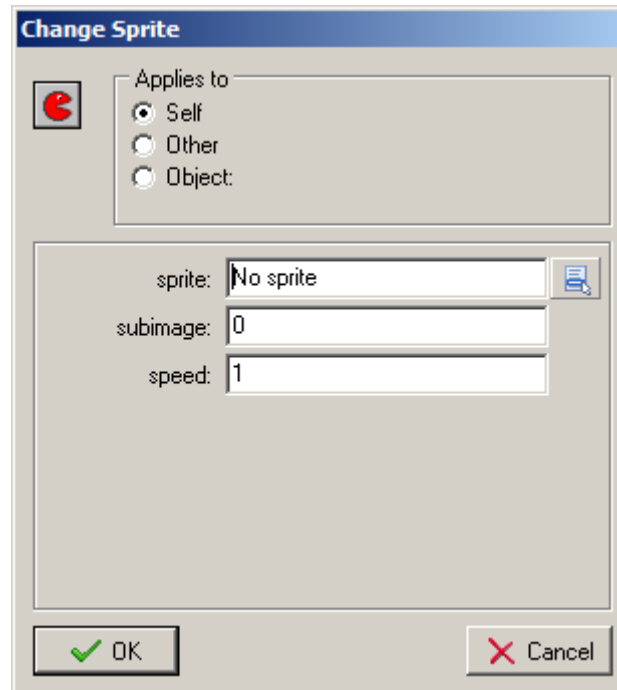 Change Sprite
Applies to
Self
Other
Object:
sprite: No sprite
subimage: 0
speed: 1
OK Cancel